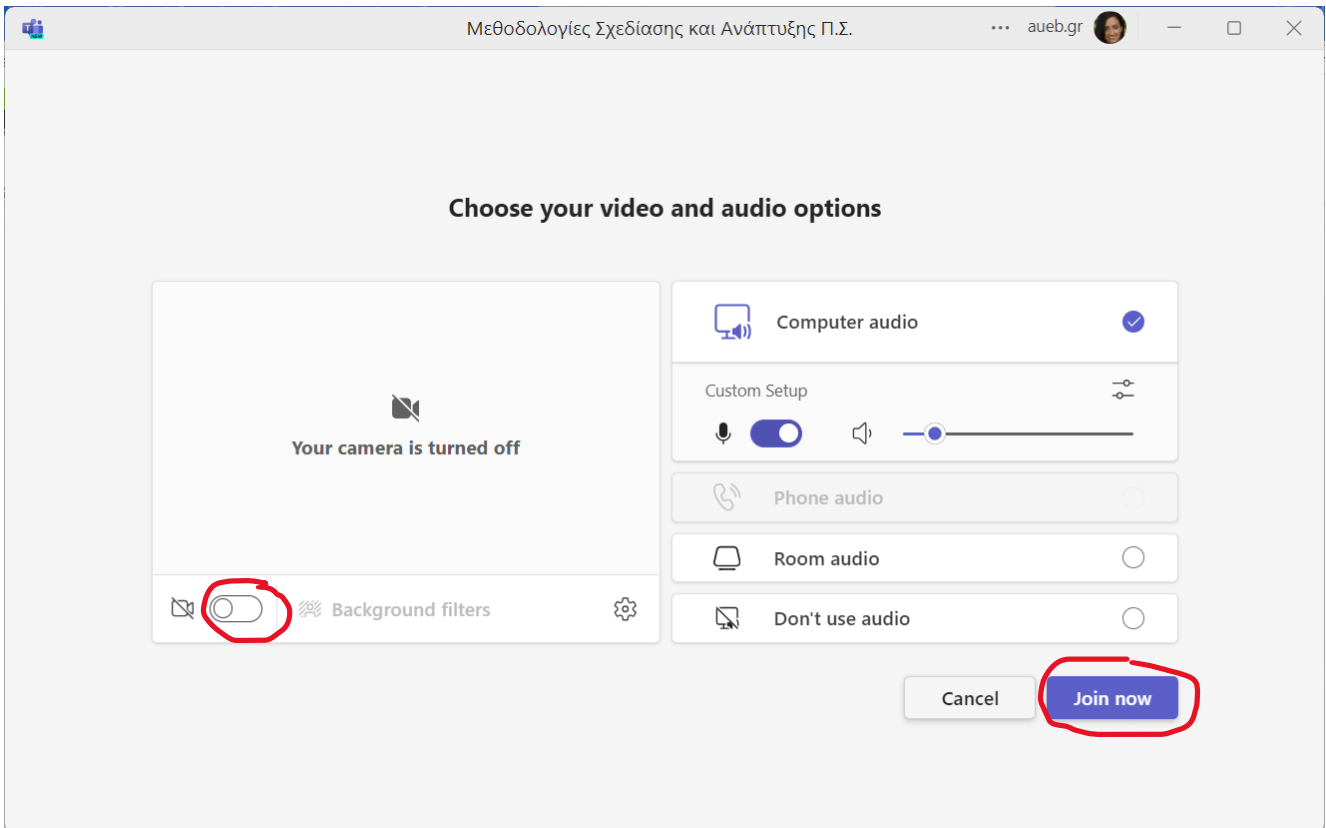 NEW
Μεθοδολογίες Σχεδίασης και Ανάπτυξης Π.Σ.
aueb.gr
Choose your video and audio options
Your camera is turned off
Background filters
Computer audio
Custom Setup
Phone audio
Room audio
Don't use audio
Cancel
Join now